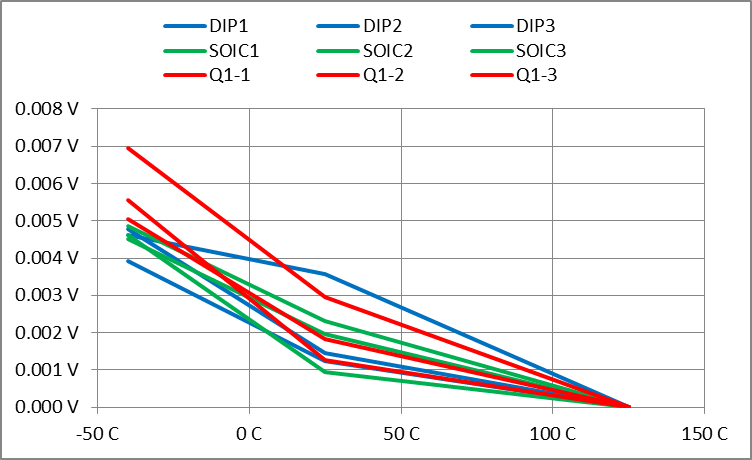 DIP1 DIP2 DIP3
SOIC1 SOIC2 SOIC3
Q1-1 Q1-2 Q1-3
0.008 V
0.007 V
0.006 V
0.005 V
0.004 V
0.003 V
0.002 V
0.001 V
0.000 V
-50 C 0 C 50 C 100 C 150 C